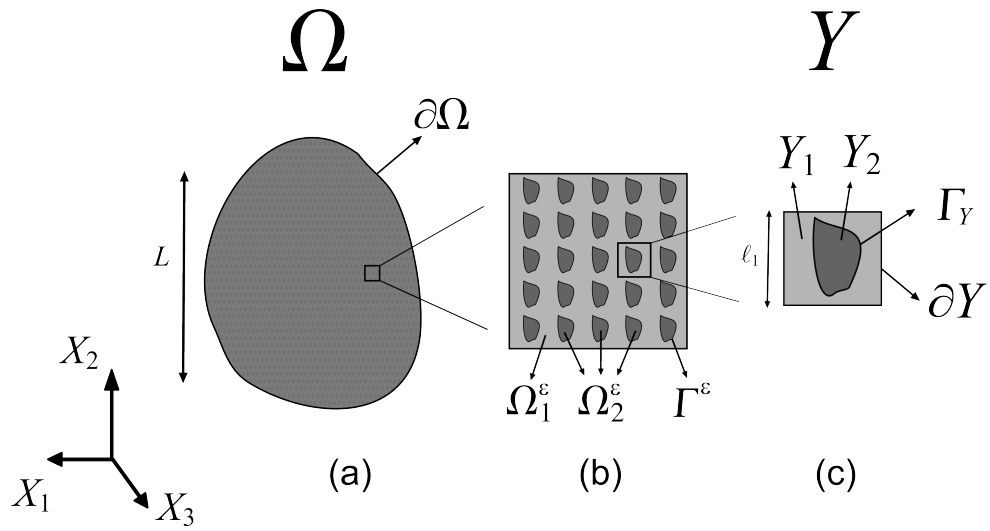 Ω
Y
∂Ω
Y₁ Y₂
Γ_Y
L
ℓ₁
∂Y
X₂
Ω₁^ε Ω₂^ε Γ^ε
X₁
X₃
(a)
(b)
(c)